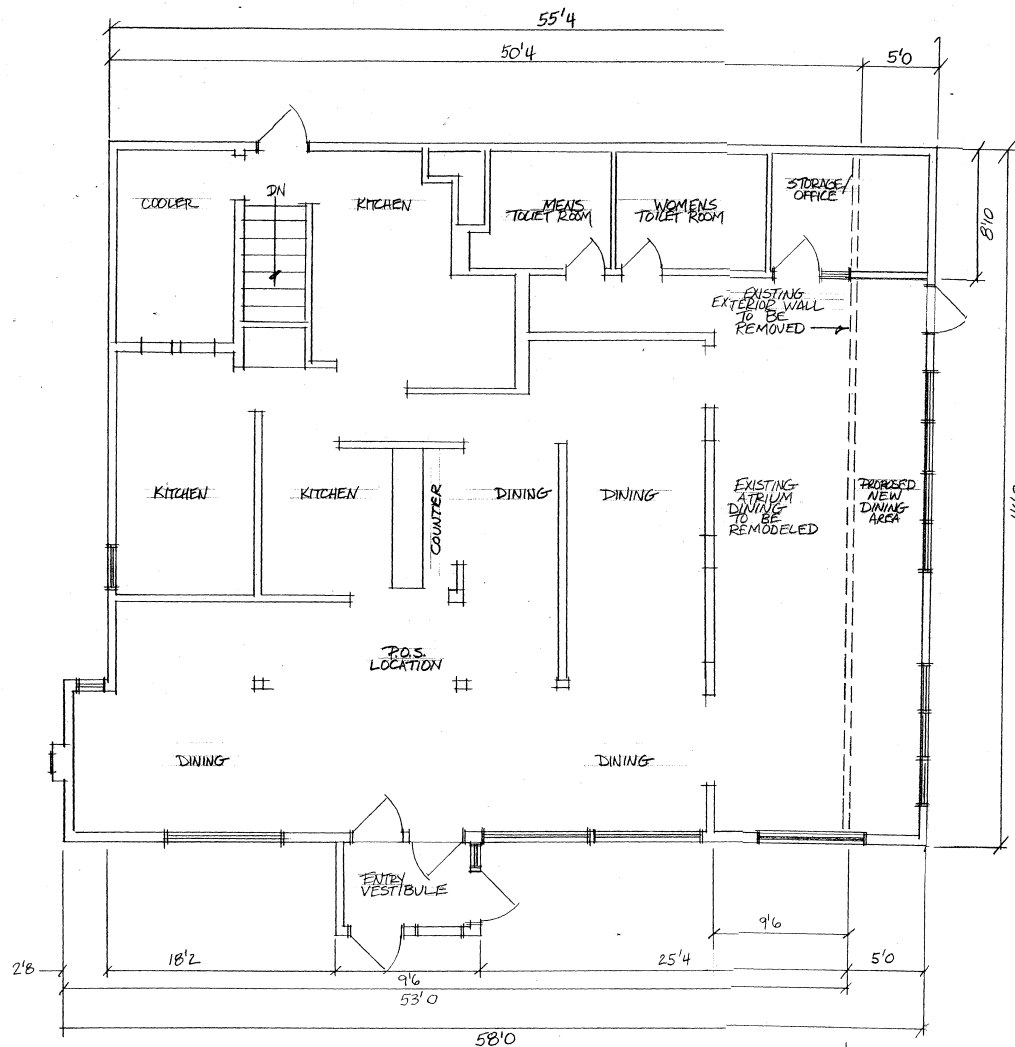 55'4
50'4
5'0
COOLER
DN
KITCHEN
MENS
TOILET ROOM
WOMENS
TOILET ROOM
STORAGE/
OFFICE
8'0
EXISTING
EXTERIOR WALL
TO BE
REMOVED
KITCHEN
KITCHEN
COUNTER
DINING
DINING
EXISTING
ATRIUM
DINING
TO BE
REMODELED
PROPOSED
NEW
DINING
AREA
P.O.S.
LOCATION
DINING
DINING
ENTRY
VESTIBULE
9'6
2'8
18'2
9'6
25'4
5'0
53'0
58'0